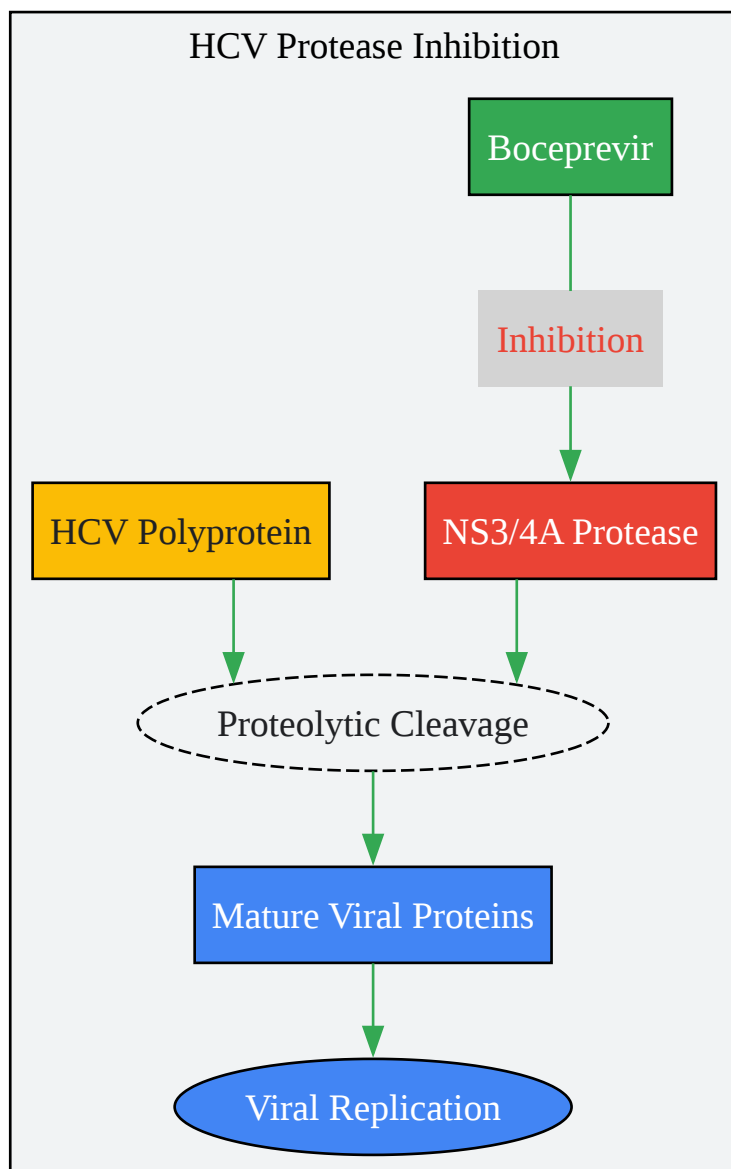 HCV Protease Inhibition
Boceprevir
Inhibition
HCV Polyprotein
NS3/4A Protease
Proteolytic Cleavage
Mature Viral Proteins
Viral Replication